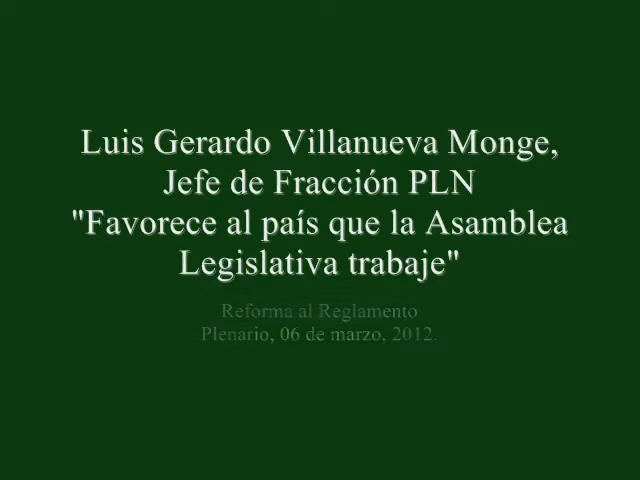 Luis Gerardo Villanueva Monge,
Jefe de Fracción PLN
"Favorece al país que la Asamblea
Legislativa trabaje"
Reforma al Reglamento
Plenario, 06 de marzo, 2012.